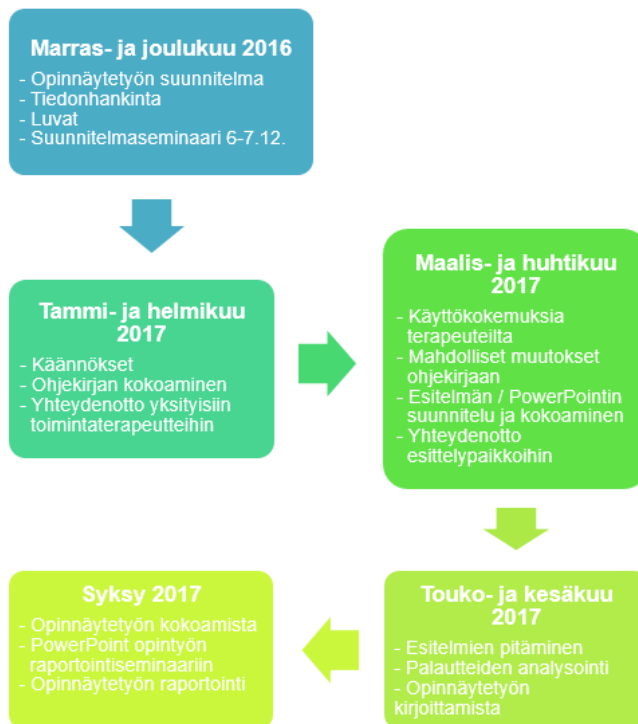 Marras- ja joulukuu 2016
- Opinnäytetyön suunnitelma
- Tiedonhankinta
- Luvat
- Suunnitelmaseminaari 6-7.12.
Tammi- ja helmikuu
2017
- Käännökset
- Ohjekirjan kokoaminen
- Yhteydenotto yksityisiin
toimintaterapeutteihin
Maalis- ja huhtikuu
2017
- Käyttökokemuksia
terapeuteilta
- Mahdolliset muutokset
ohjekirjaan
- Esitelmän / PowerPointin
suunnitelu ja kokoaminen
- Yhteydenotto
esittelypaikkoihin
Touko- ja kesäkuu
2017
- Esitelmien pitäminen
- Palautteiden analysointi
- Opinnäytetyön
kirjoittamista
Syksy 2017
- Opinnäytetyön kokoamista
- PowerPoint opintyön
raportointiseminaariin
- Opinnäytetyön raportointi